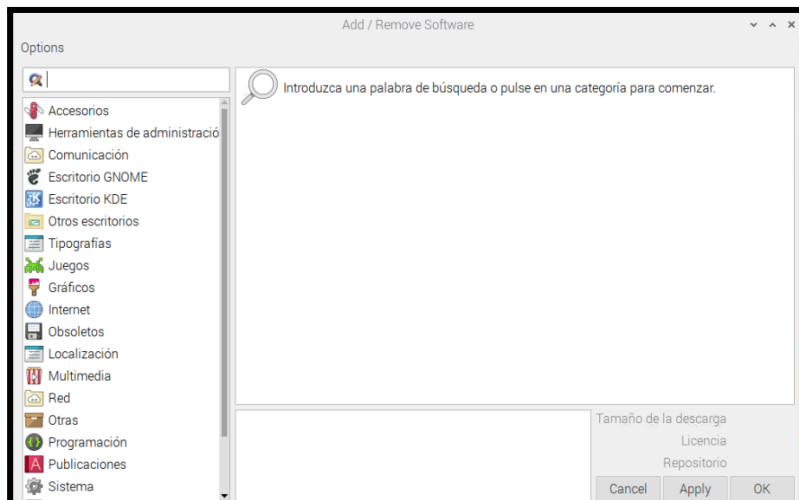 Add / Remove Software
Options
Introduzca una palabra de búsqueda o pulse en una categoría para comenzar.
Accesorios
Herramientas de administració
Comunicación
Escritorio GNOME
Escritorio KDE
Otros escritorios
Tipografías
Juegos
Gráficos
Internet
Obsoletos
Localización
Multimedia
Red
Otras
Programación
Publicaciones
Sistema
Tamaño de la descarga
Licencia
Repositorio
Cancel Apply OK